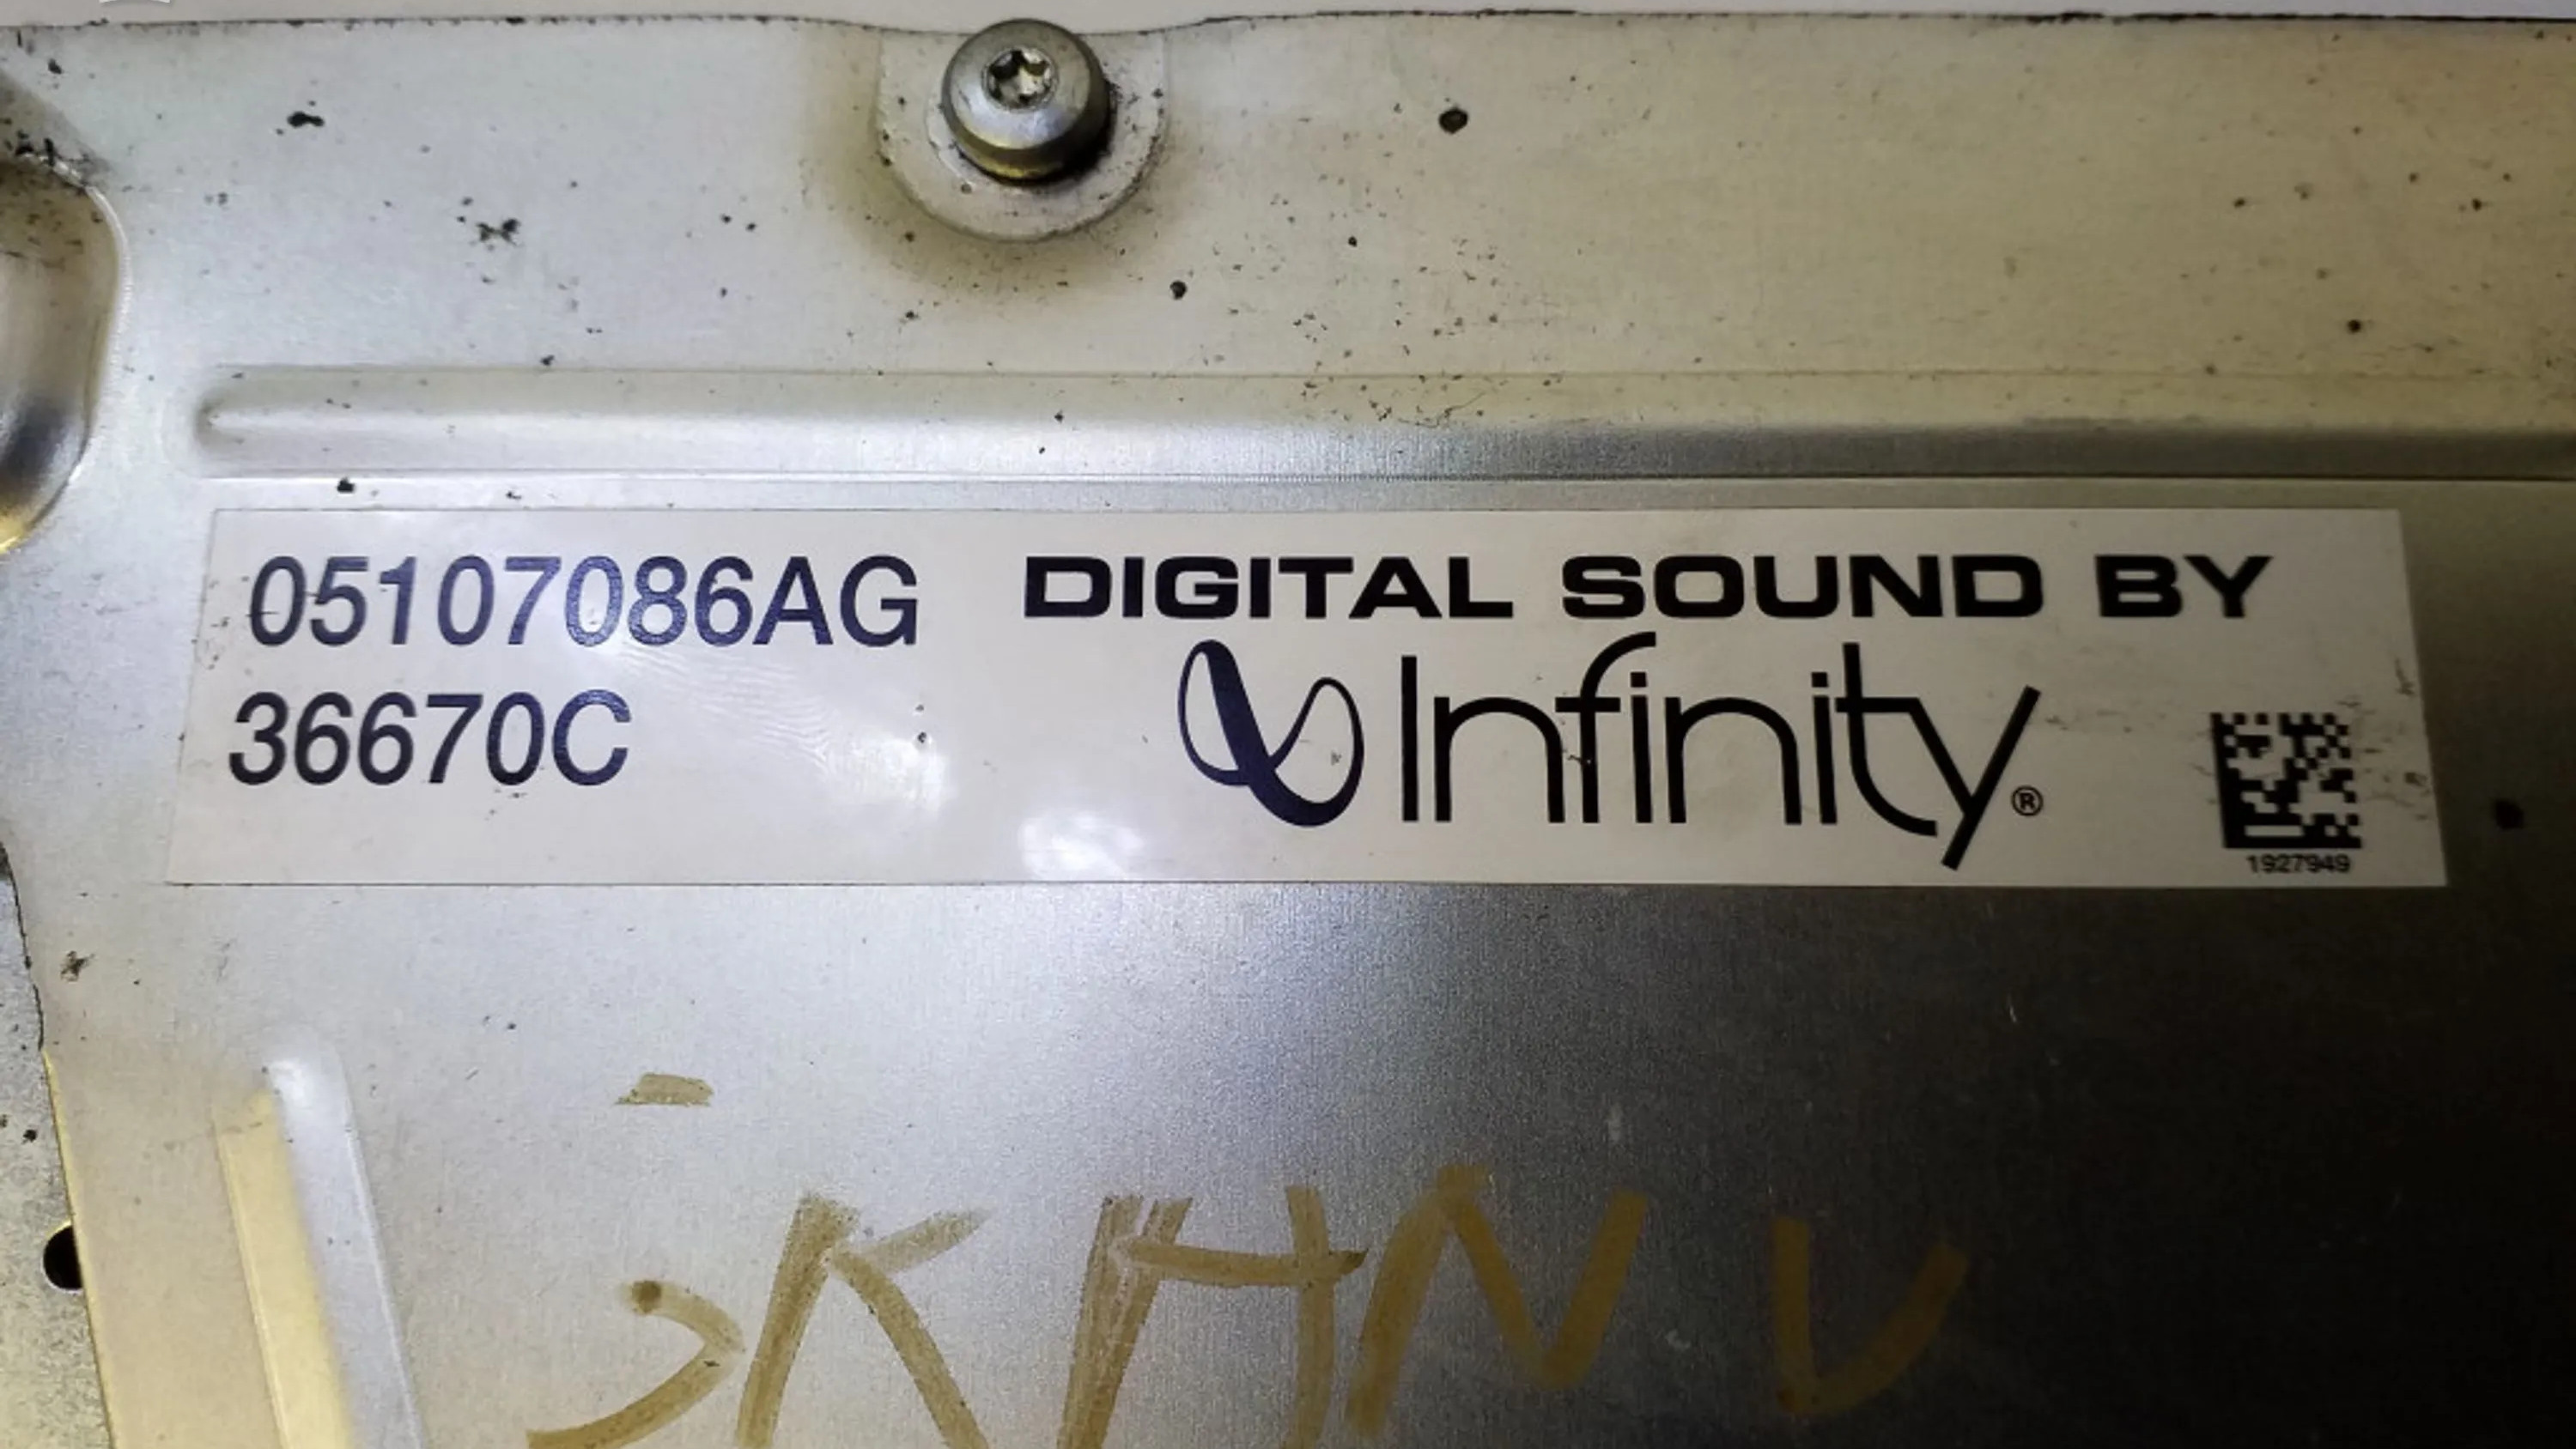 05107086AG
36670C
DIGITAL SOUND BY
Infinity®
1927949